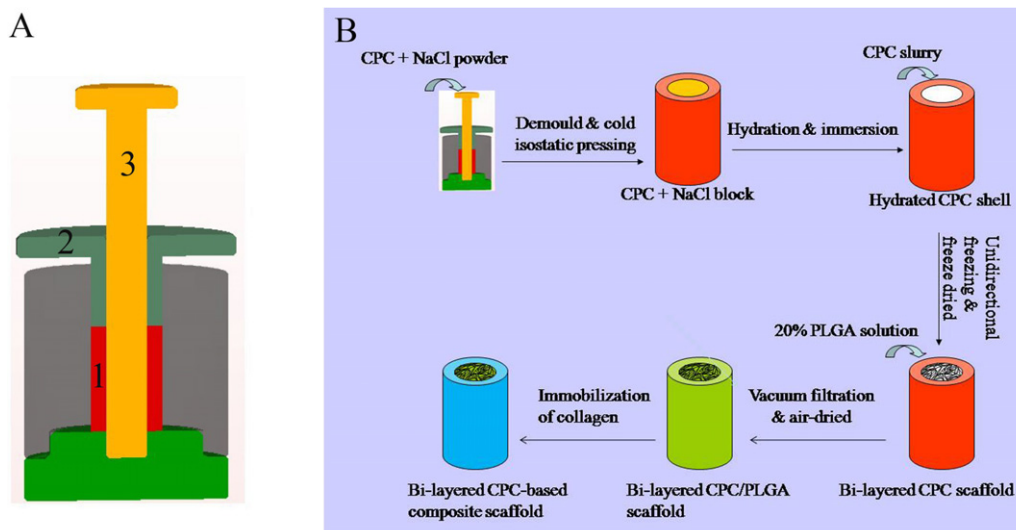 A
3
2
1
B
CPC + NaCl powder
Demould & cold
isostatic pressing
CPC + NaCl block
Hydration & immersion
CPC slurry
Hydrated CPC shell
Unidirectional
freezing &
freeze dried
20% PLGA solution
Bi-layered CPC scaffold
Vacuum filtration
& air-dried
Bi-layered CPC/PLGA
scaffold
Immobilization
of collagen
Bi-layered CPC-based
composite scaffold